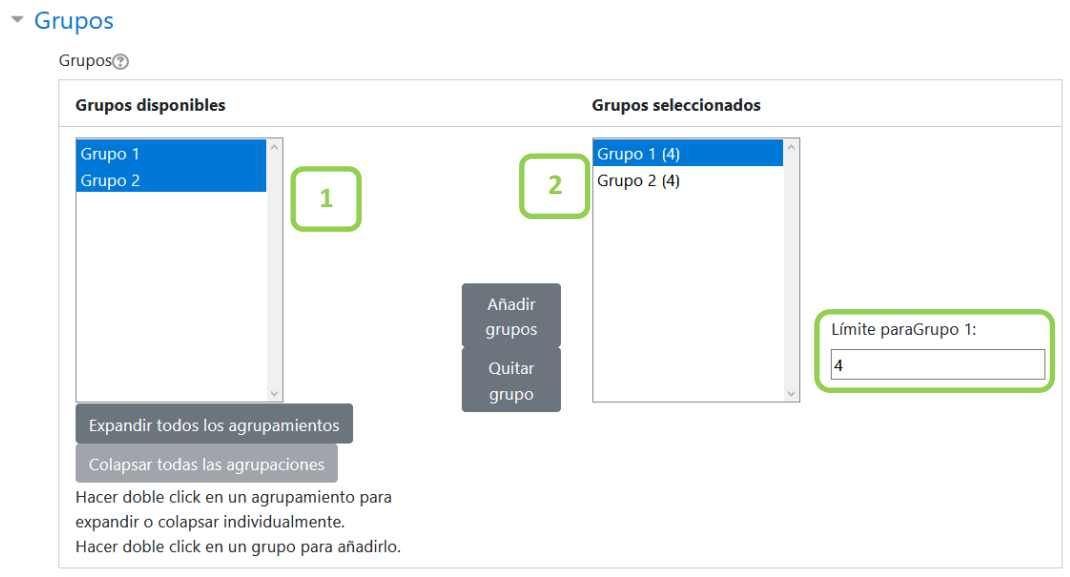 Grupos
Grupos
Grupos disponibles
Grupos seleccionados
Grupo 1
Grupo 2
1
2
Grupo 1 (4)
Grupo 2 (4)
Añadir
grupos
Quitar
grupo
Límite paraGrupo 1:
4
Expandir todos los agrupamientos
Colapsar todas las agrupaciones
Hacer doble click en un agrupamiento para
expandir o colapsar individualmente.
Hacer doble click en un grupo para añadirlo.